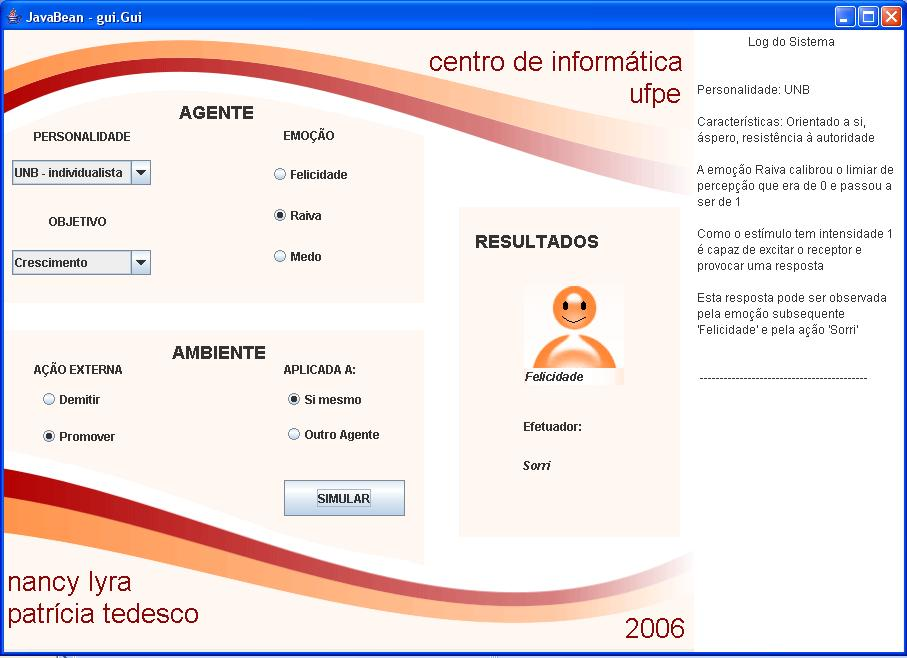 JavaBean - gui.Gui
centro de informática
ufpe
AGENTE
PERSONALIDADE
UNB - individualista
OBJETIVO
Crescimento
EMOÇÃO
Felicidade
Raiva
Medo
AMBIENTE
AÇÃO EXTERNA
Demitir
Promover
APLICADA A:
Si mesmo
Outro Agente
SIMULAR
RESULTADOS
Felicidade
Efetuador:
Sorri
nancy lyra
patrícia tedesco
2006
Log do Sistema
Personalidade: UNB
Características: Orientado a si,
áspero, resistência à autoridade
A emoção Raiva calibrou o limiar de
percepção que era de 0 e passou a
ser de 1
Como o estímulo tem intensidade 1
é capaz de excitar o receptor e
provocar uma resposta
Esta resposta pode ser observada
pela emoção subsequente
'Felicidade' e pela ação 'Sorri'
------------------------------------------